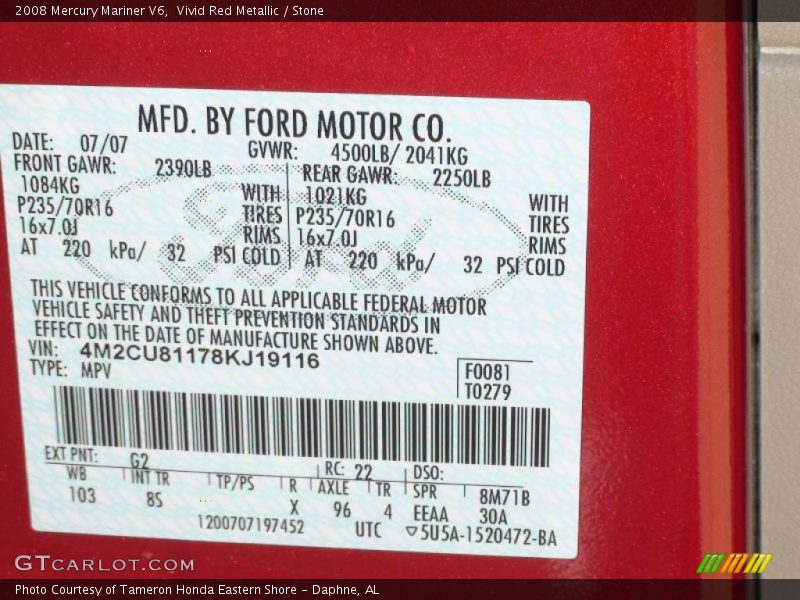 2008 Mercury Mariner V6,  Vivid Red Metallic / Stone
MFD. BY FORD MOTOR CO.
DATE: 07/07 GVWR: 4500LB/ 2041KG
FRONT GAWR: 2390LB REAR GAWR: 2250LB
1084KG WITH 1021KG WITH
P235/70R16 TIRES P235/70R16 TIRES
16x7.0J RIMS 16x7.0J RIMS
AT 220 kPa/ 32 PSI COLD AT 220 kPa/ 32 PSI COLD
THIS VEHICLE CONFORMS TO ALL APPLICABLE FEDERAL MOTOR
VEHICLE SAFETY AND THEFT PREVENTION STANDARDS IN
EFFECT ON THE DATE OF MANUFACTURE SHOWN ABOVE.
VIN: 4M2CU81178KJ19116
TYPE: MPV
F0081
T0279
EXT PNT: G2 RC: 22 DSO:
WB INT TR TP/PS R AXLE TR SPR 8M71B
103 8S X 96 4 EEAA 30A
1200707197452 UTC ▽5U5A-1520472-BA
Ford
GTCARLOT.COM
Photo Courtesy of Tameron Honda Eastern Shore – Daphne, AL